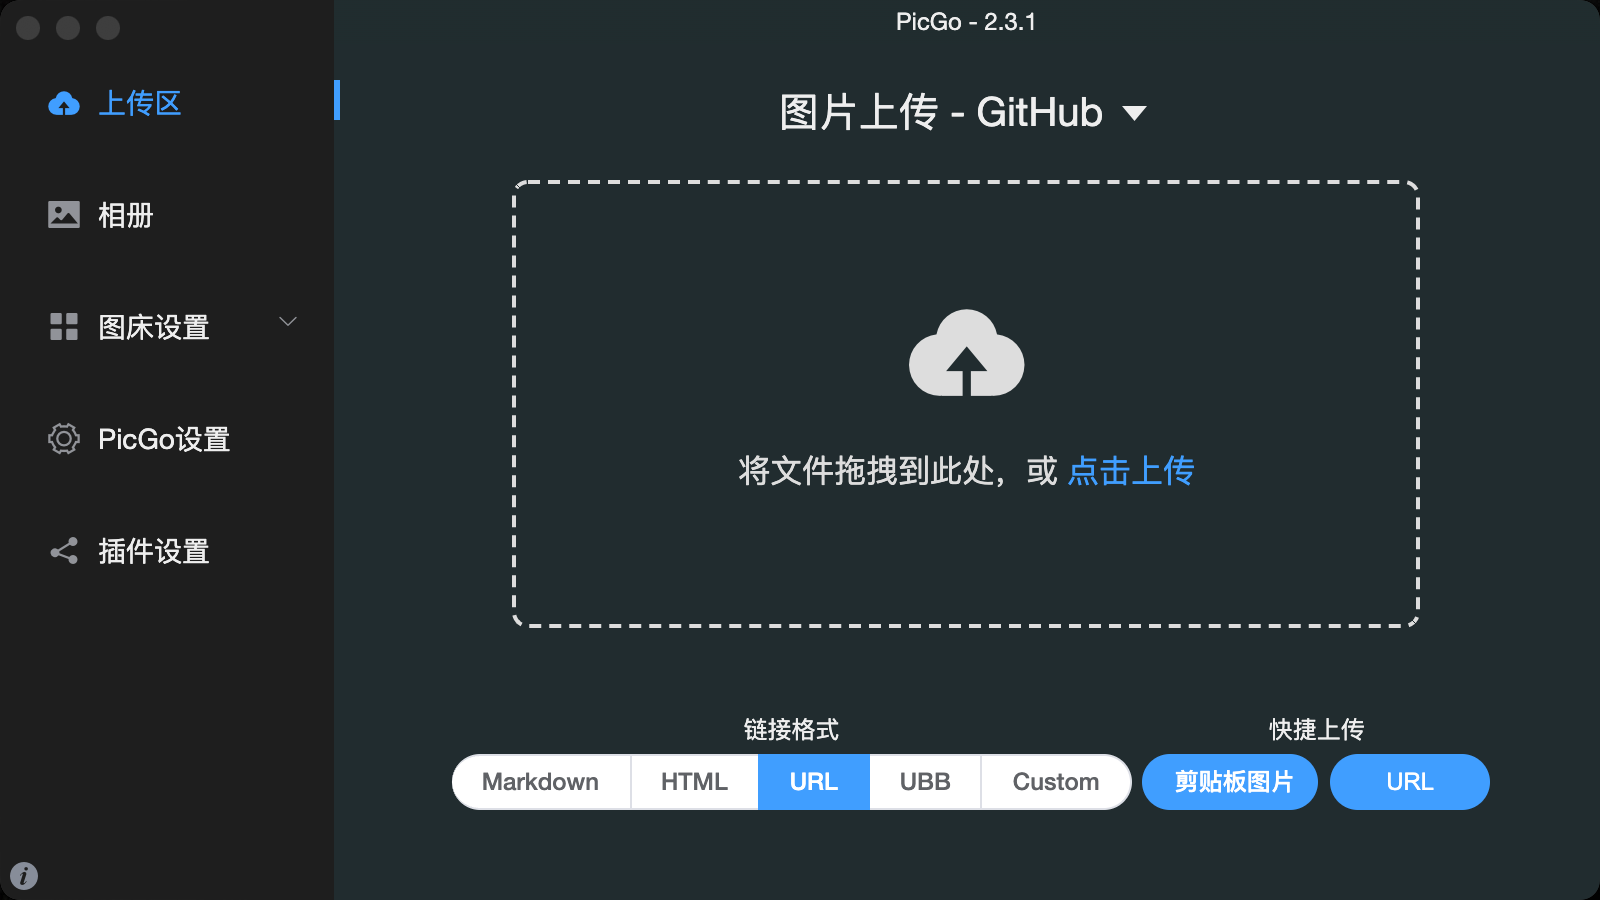 PicGo - 2.3.1
上传区
相册
图床设置
PicGo设置
插件设置
图片上传 - GitHub
将文件拖拽到此处，或 点击上传
链接格式
Markdown HTML URL UBB Custom
快捷上传
剪贴板图片 URL
i